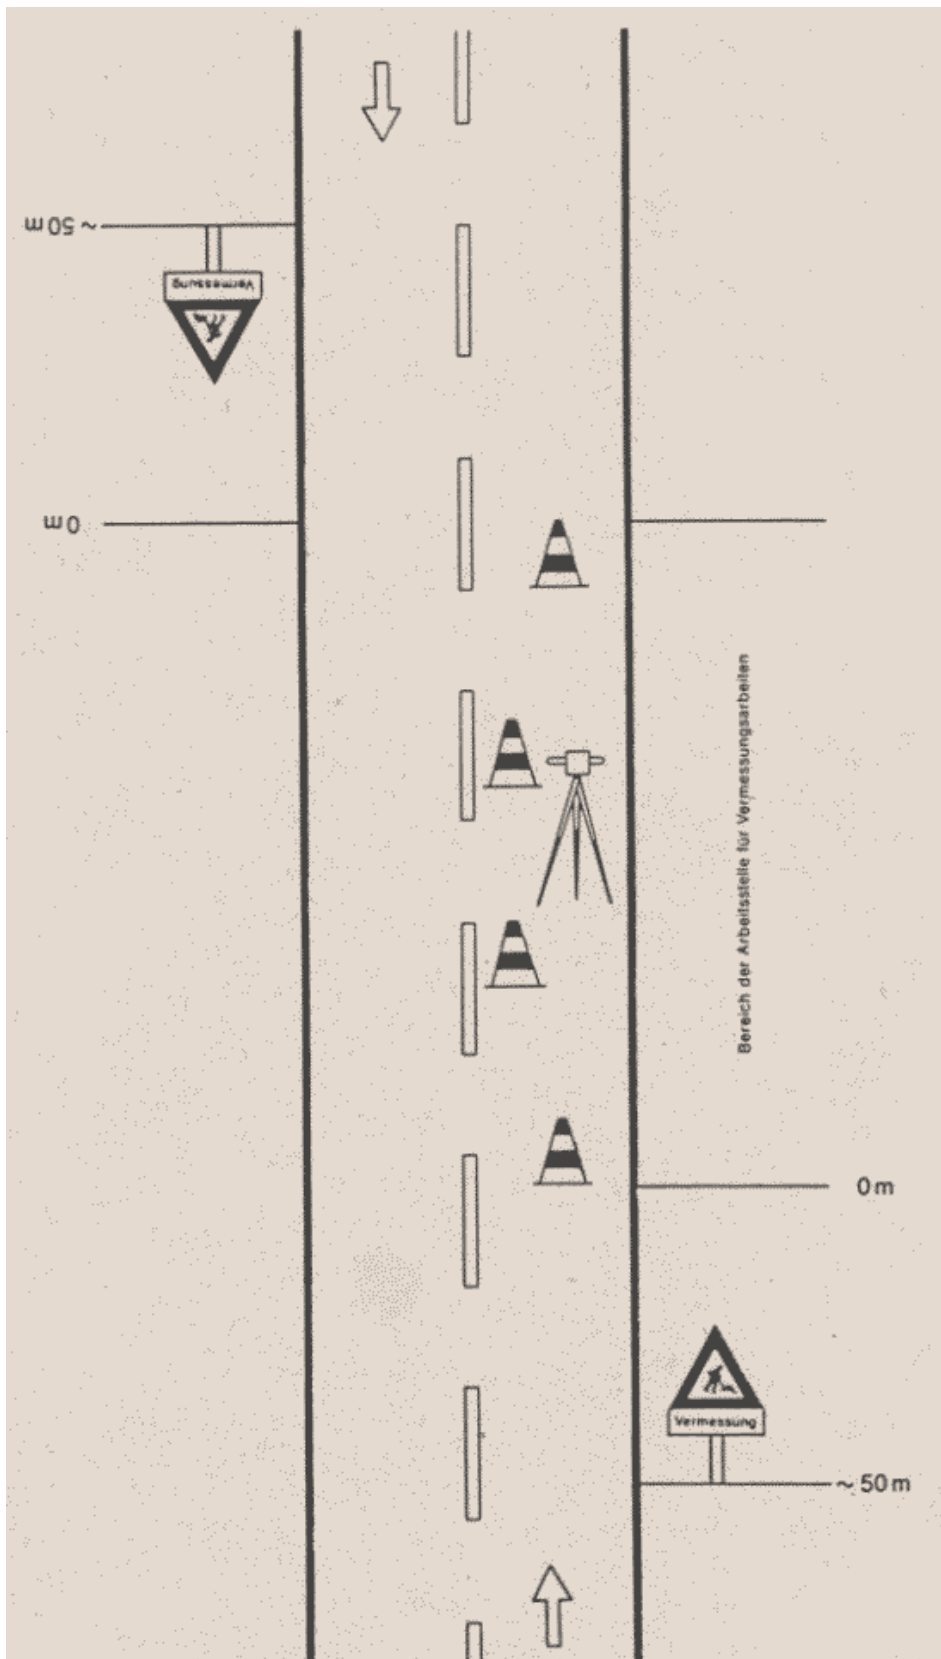 ~ 50 m
Vermessung
0 m
Bereich der Arbeitsstelle für Vermessungsarbeiten
0 m
Vermessung
~ 50 m